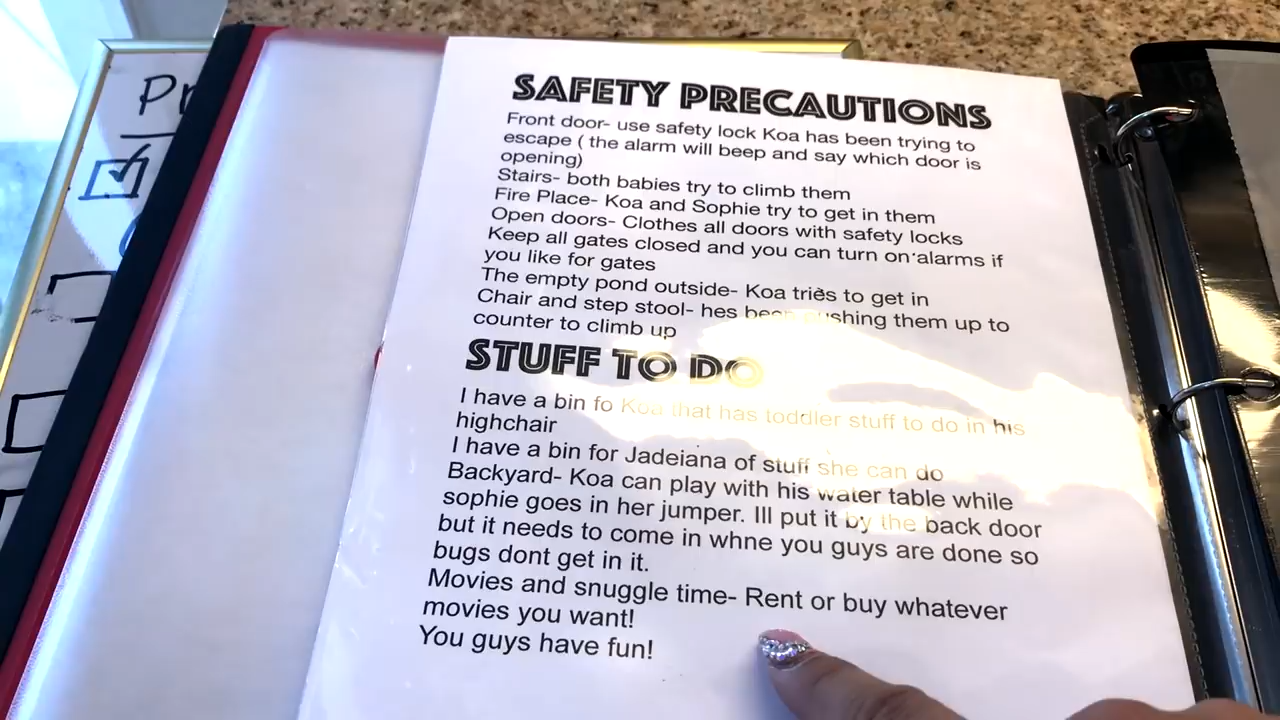 Pr
SAFETY PRECAUTIONS
Front door- use safety lock Koa has been trying to
escape ( the alarm will beep and say which door is
opening)
Stairs- both babies try to climb them
Fire Place- Koa and Sophie try to get in them
Open doors- Clothes all doors with safety locks
Keep all gates closed and you can turn on alarms if
you like for gates
The empty pond outside- Koa tries to get in
Chair and step stool- hes been pushing them up to
counter to climb up
STUFF TO DO
I have a bin fo Koa that has toddler stuff to do in his
highchair
I have a bin for Jadeiana of stuff she can do
Backyard- Koa can play with his water table while
sophie goes in her jumper. Ill put it by the back door
but it needs to come in whne you guys are done so
bugs dont get in it.
Movies and snuggle time- Rent or buy whatever
movies you want!
You guys have fun!